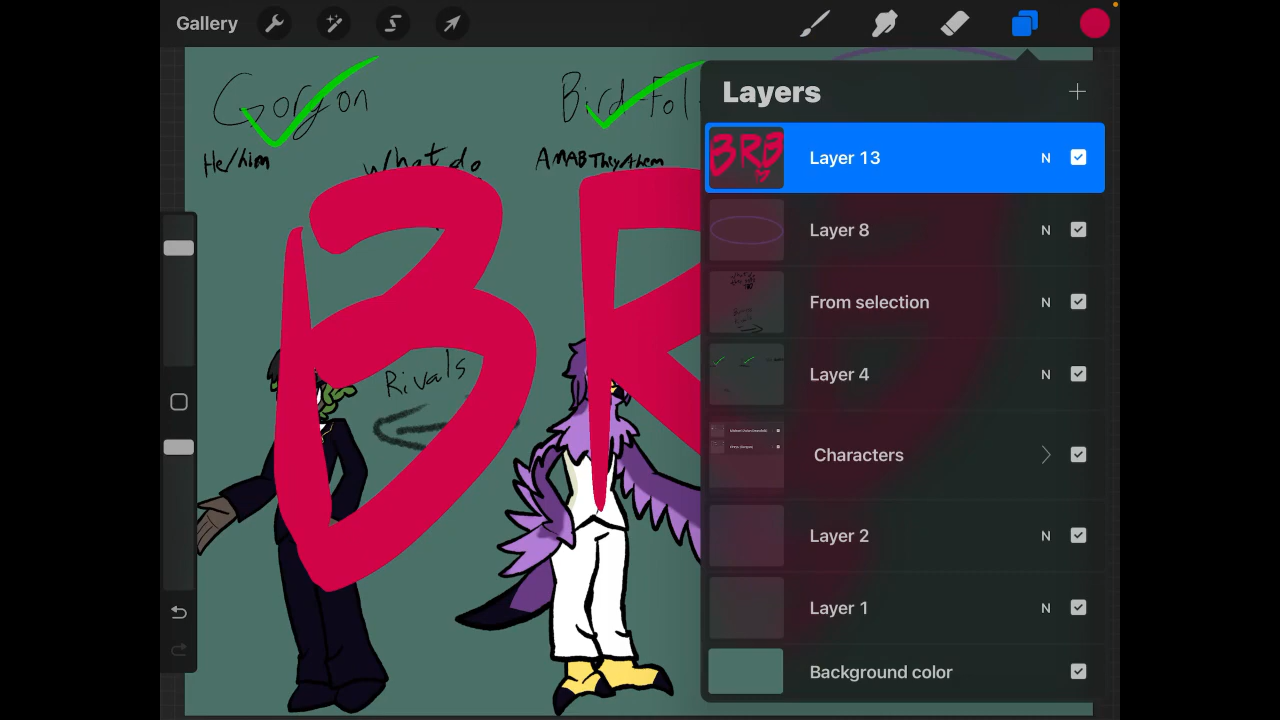 Gallery
Gorgon
Bird-Fol
He/him
what do
AMAB They/them
BR
Rivals
Layers
BRB
Layer 13
N
Layer 8
N
From selection
N
Layer 4
N
Characters
Layer 2
N
Layer 1
N
Background color